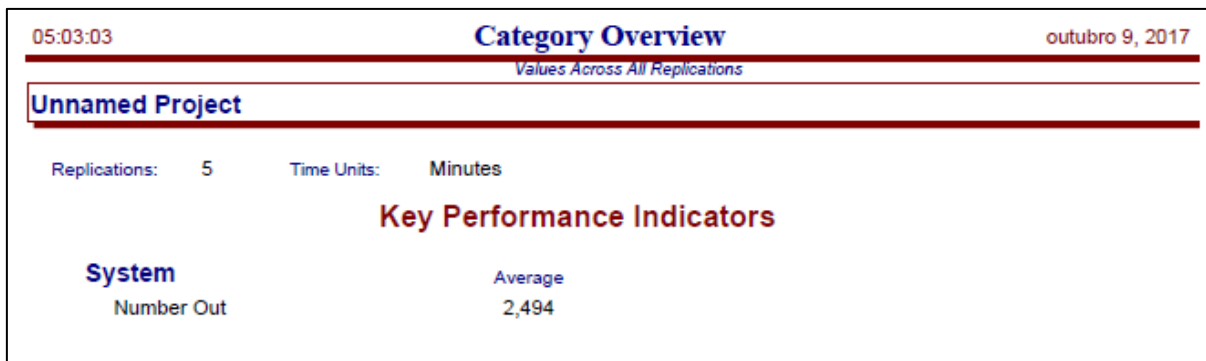 05:03:03 Category Overview outubro 9, 2017
Values Across All Replications
Unnamed Project
Replications: 5 Time Units: Minutes
Key Performance Indicators
System Average
Number Out 2,494